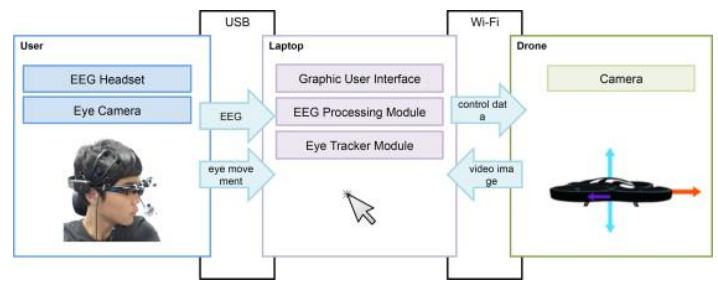 USB
Wi-Fi
User
Laptop
Drone
EEG Headset
Eye Camera
EEG
eye move
ment
Graphic User Interface
EEG Processing Module
Eye Tracker Module
control dat
a
video ima
ge
Camera